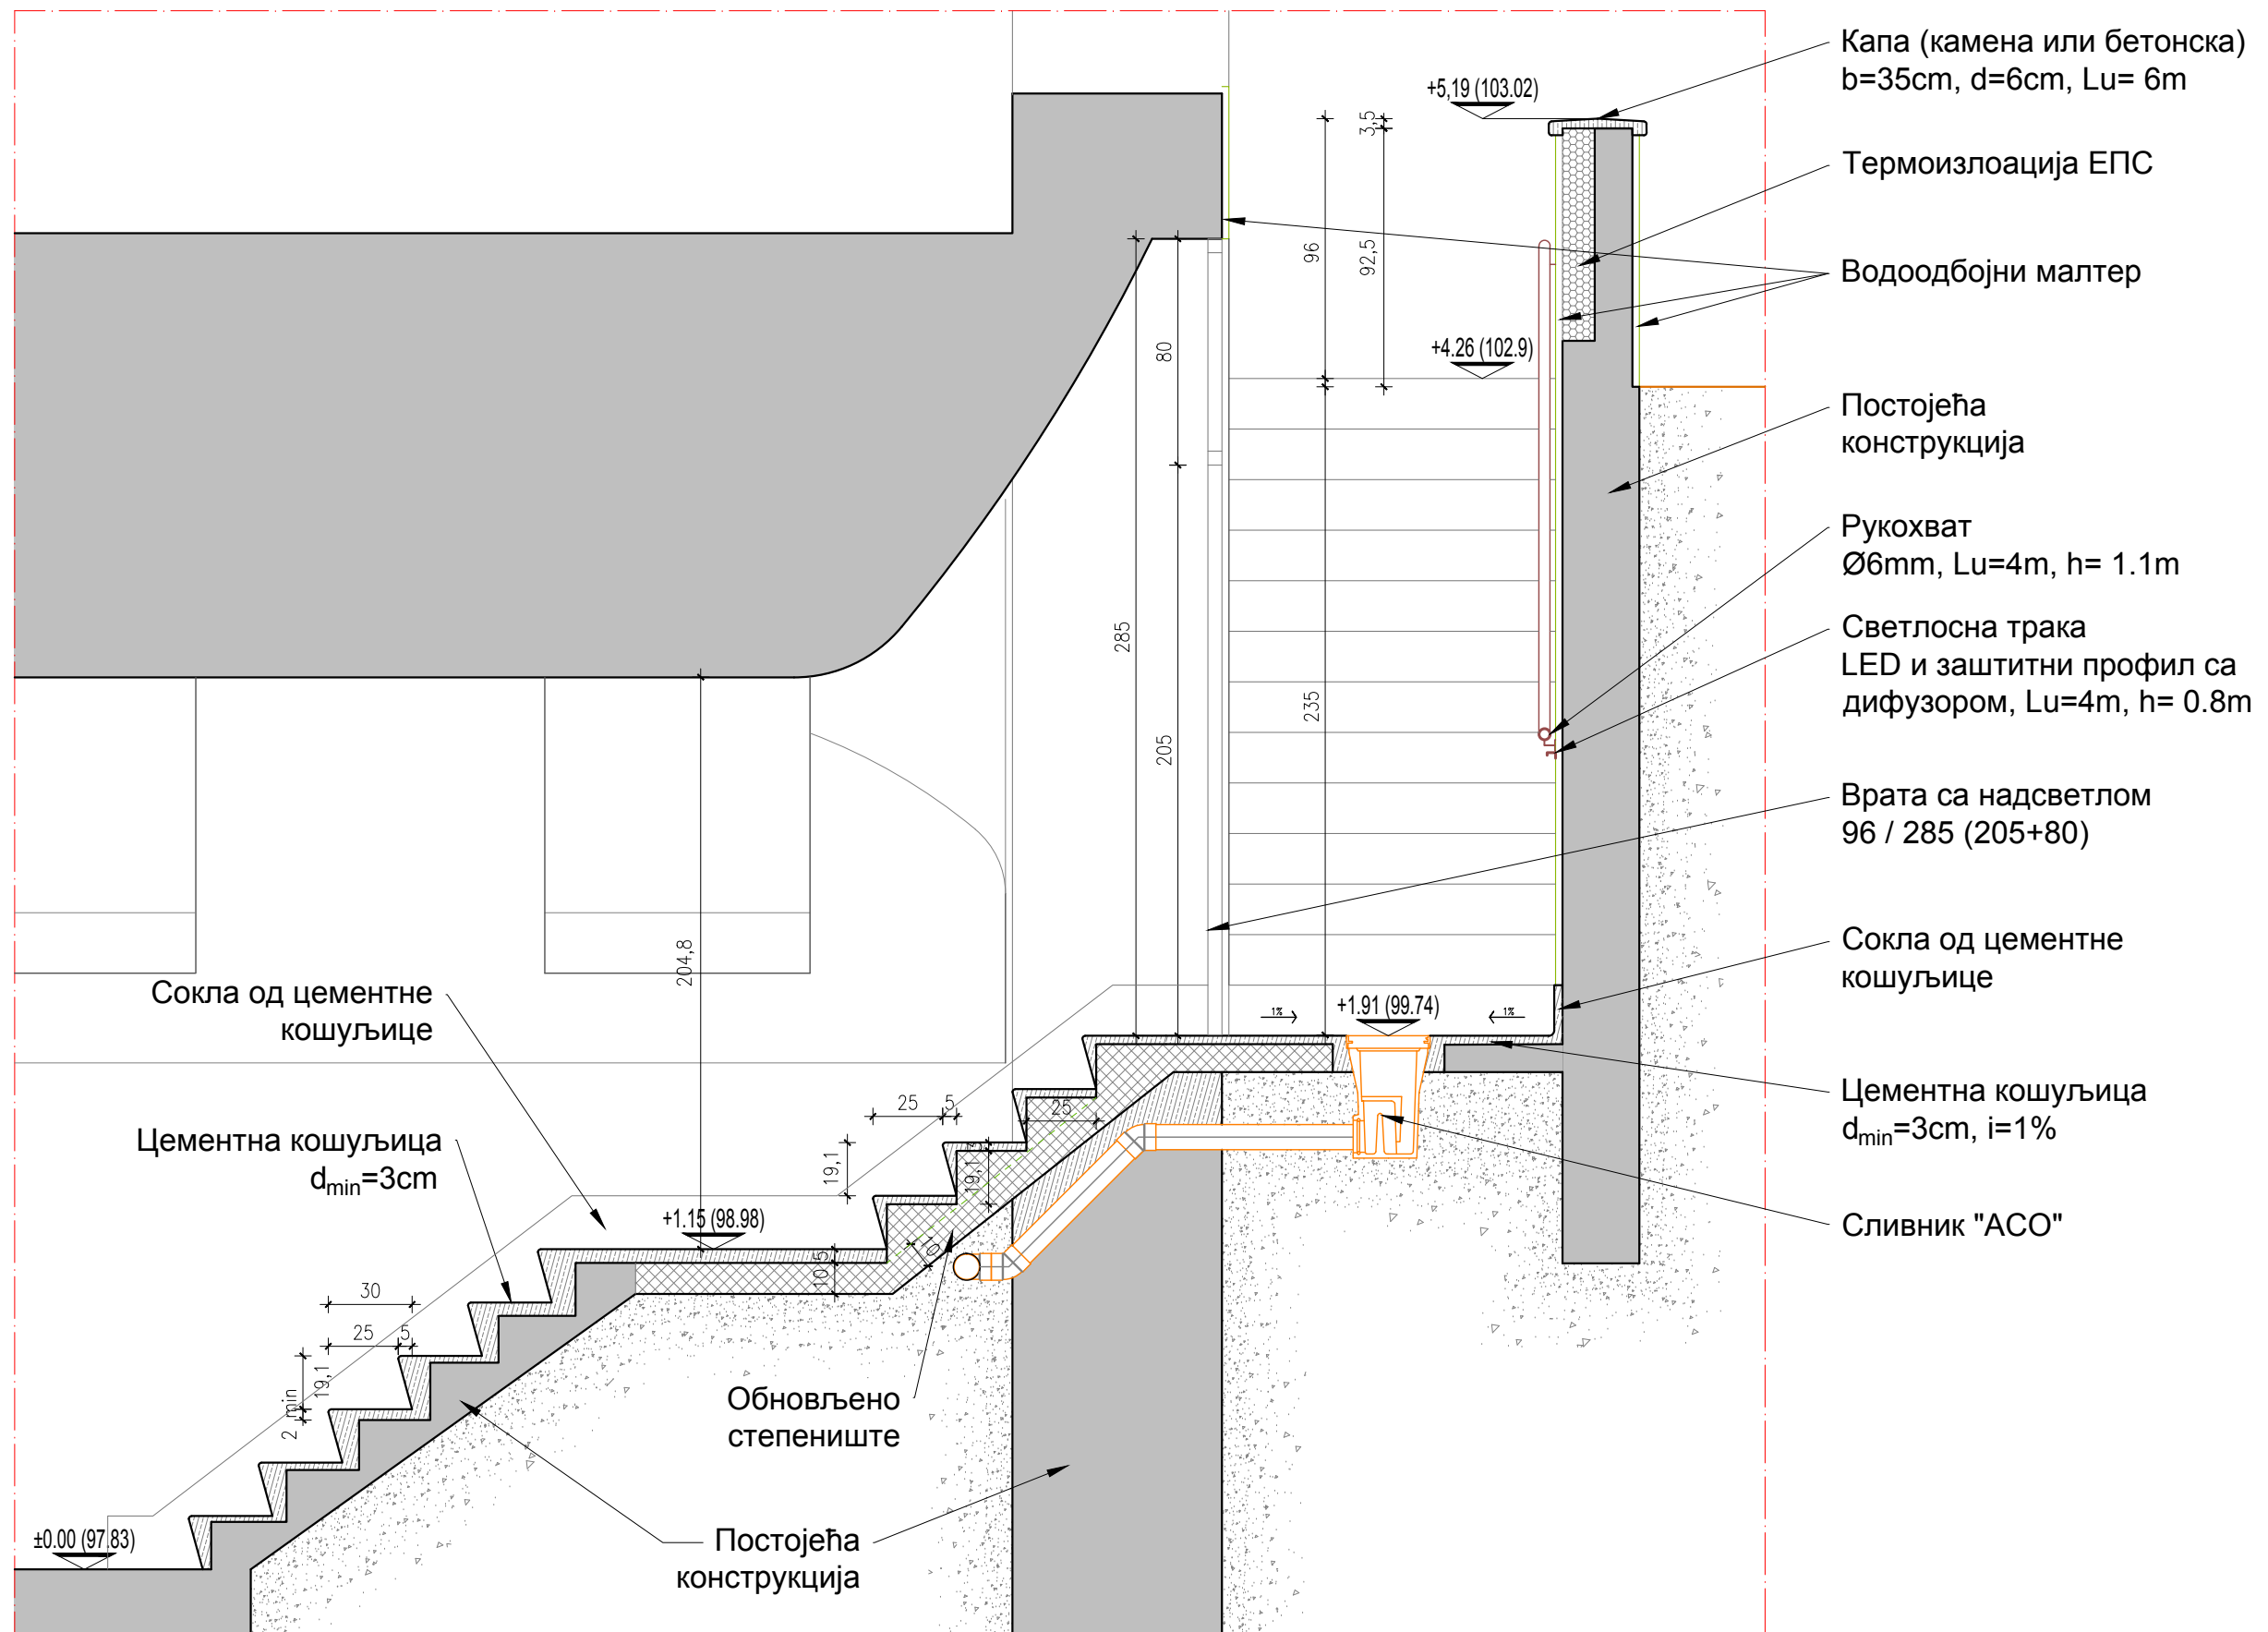 Капа (камена или бетонска)
b=35cm, d=6cm, Lu= 6m
+5,19 (103.02)
3,5
Термоизлоација ЕПС
96
92,5
Водоодбојни малтер
80
+4.26 (102.9)
Постојећа
конструкција
Рукохват
Ø6mm, Lu=4m, h= 1.1m
285
Светлосна трака
LED и заштитни профил са
дифузором, Lu=4m, h= 0.8m
235
205
Врата са надсветлом
96 / 285 (205+80)
204,8
Сокла од цементне
кошуљице
Сокла од цементне
кошуљице
1%
+1.91 (99.74)
1%
Цементна кошуљица
dmin=3cm, i=1%
25
5
25
Цементна кошуљица
dmin=3cm
19,1
3
19,1
Сливник "ACO"
+1.15 (98.98)
10
10,5
5
30
25
5
19,1
2 min
Обновљено
степениште
±0.00 (97.83)
Постојећа
конструкција